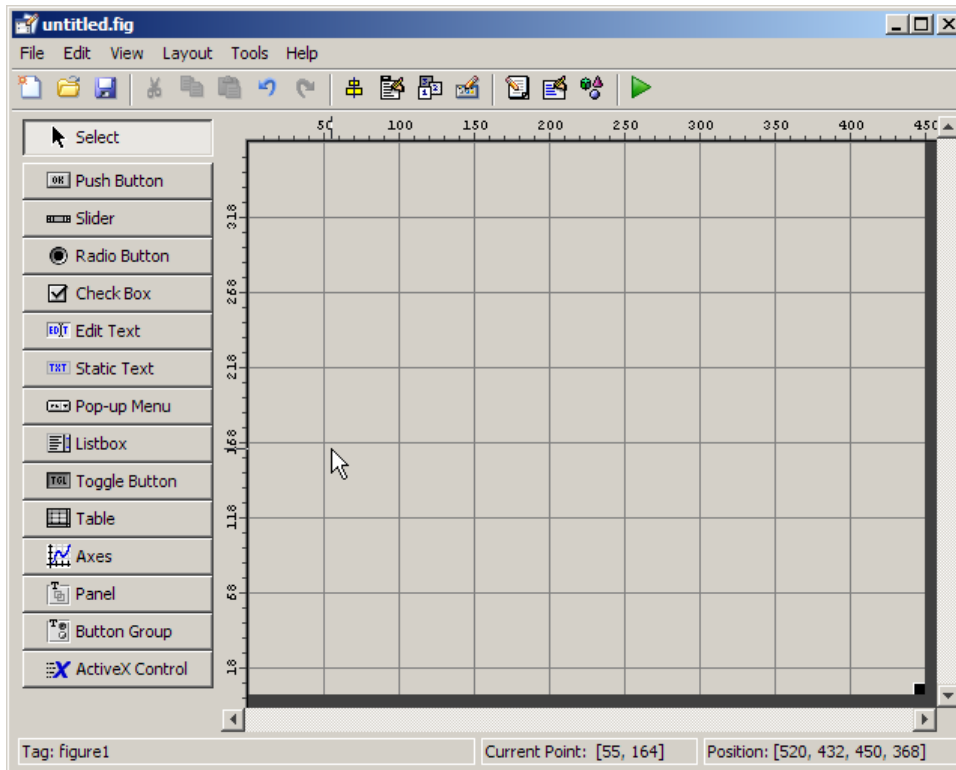 untitled.fig
File Edit View Layout Tools Help
Select
50 100 150 200 250 300 350 400 450
Push Button
Slider
Radio Button
Check Box
Edit Text
Static Text
Pop-up Menu
Listbox
Toggle Button
Table
Axes
Panel
Button Group
ActiveX Control
318
268
218
168
118
68
18
Tag: figure1 Current Point: [55, 164] Position: [520, 432, 450, 368]